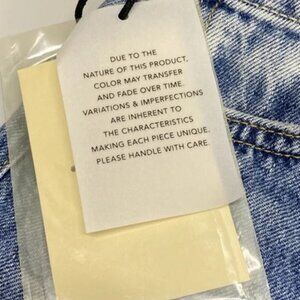 DUE TO THE
NATURE OF THIS PRODUCT,
COLOR MAY TRANSFER
AND FADE OVER TIME.
VARIATIONS & IMPERFECTIONS
ARE INHERENT TO
THE CHARACTERISTICS
MAKING EACH PIECE UNIQUE.
PLEASE HANDLE WITH CARE.